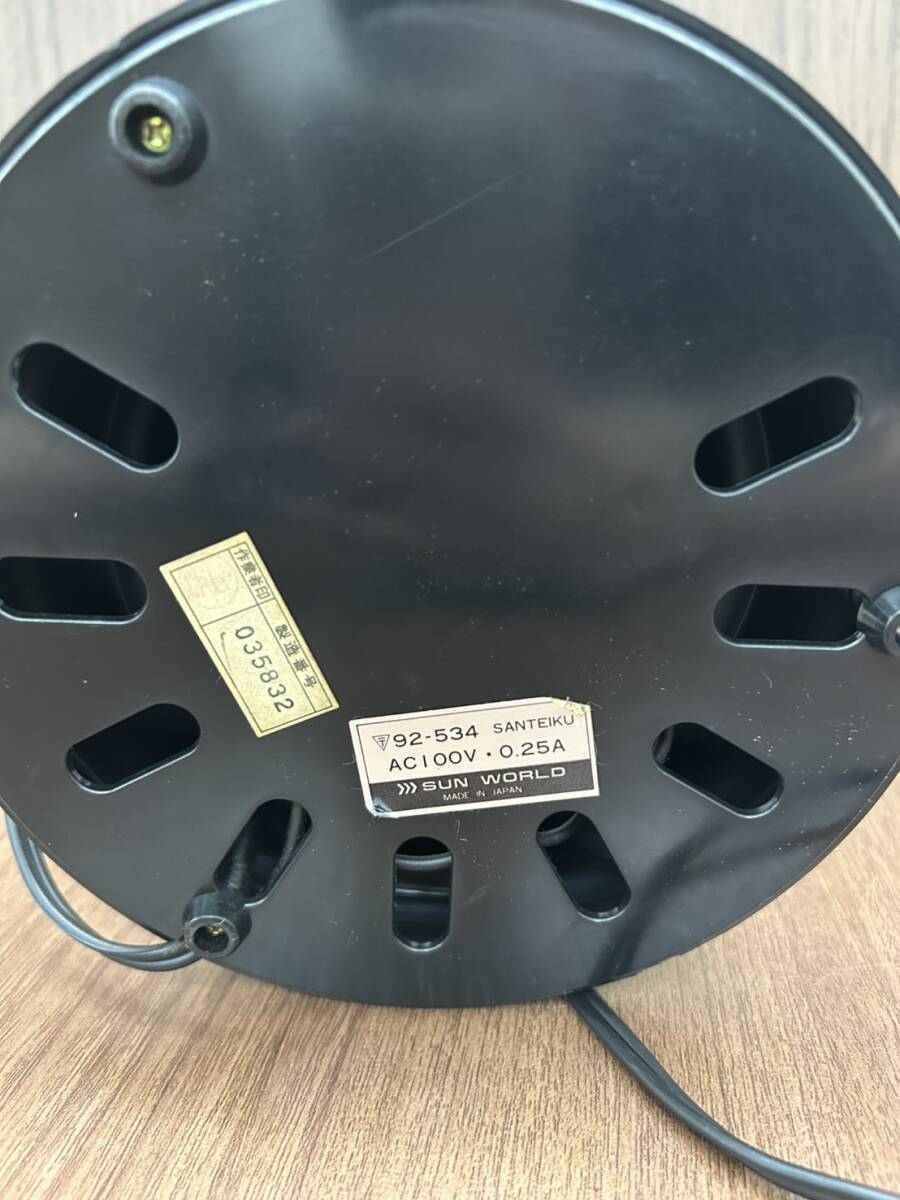 作業者印
製造番号
035832
〒92-534 SANTEIKU
AC100V・0.25A
SUN WORLD
MADE IN JAPAN